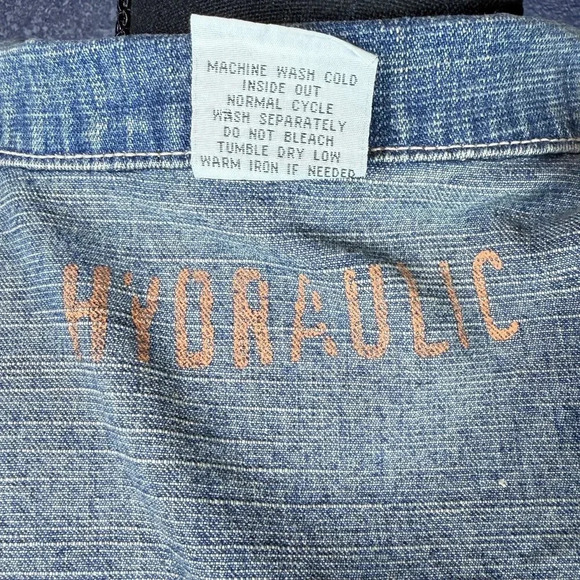 MACHINE WASH COLD
INSIDE OUT
NORMAL CYCLE
WASH SEPARATELY
DO NOT BLEACH
TUMBLE DRY LOW
WARM IRON IF NEEDED
HYDRAULIC